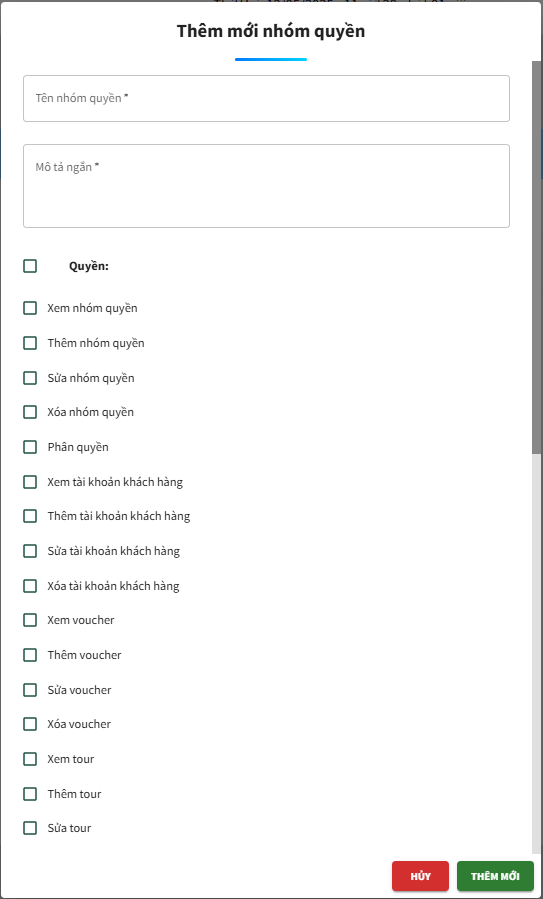 Thêm mới nhóm quyền
Tên nhóm quyền *
Mô tả ngắn *
Quyền:
Xem nhóm quyền
Thêm nhóm quyền
Sửa nhóm quyền
Xóa nhóm quyền
Phân quyền
Xem tài khoản khách hàng
Thêm tài khoản khách hàng
Sửa tài khoản khách hàng
Xóa tài khoản khách hàng
Xem voucher
Thêm voucher
Sửa voucher
Xóa voucher
Xem tour
Thêm tour
Sửa tour
HỦY THÊM MỚI